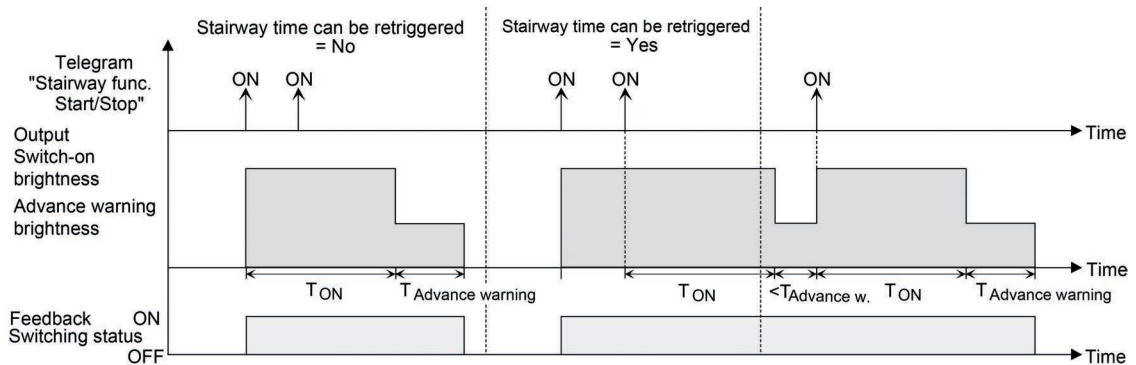 Stairway time can be retriggered
= No
Stairway time can be retriggered
= Yes
Telegram
"Stairway func.
Start/Stop"
ON
ON
ON
ON
ON
Time
Output
Switch-on
brightness
Advance warning
brightness
Time
TON
TAdvance warning
TON
<TAdvance w.
TON
TAdvance warning
Feedback ON
Switching status
OFF
Time